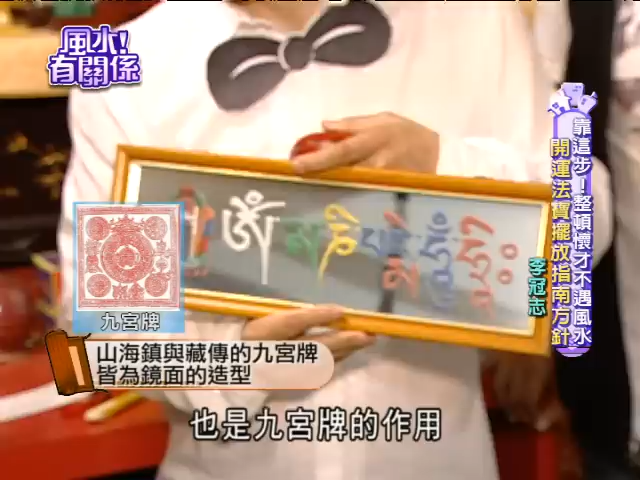 風水!
有關係
靠這步！整頓懷才不遇風水
開運法寶擺放指南方針
李冠志
九宮牌
山海鎮與藏傳的九宮牌
皆為鏡面的造型
也是九宮牌的作用